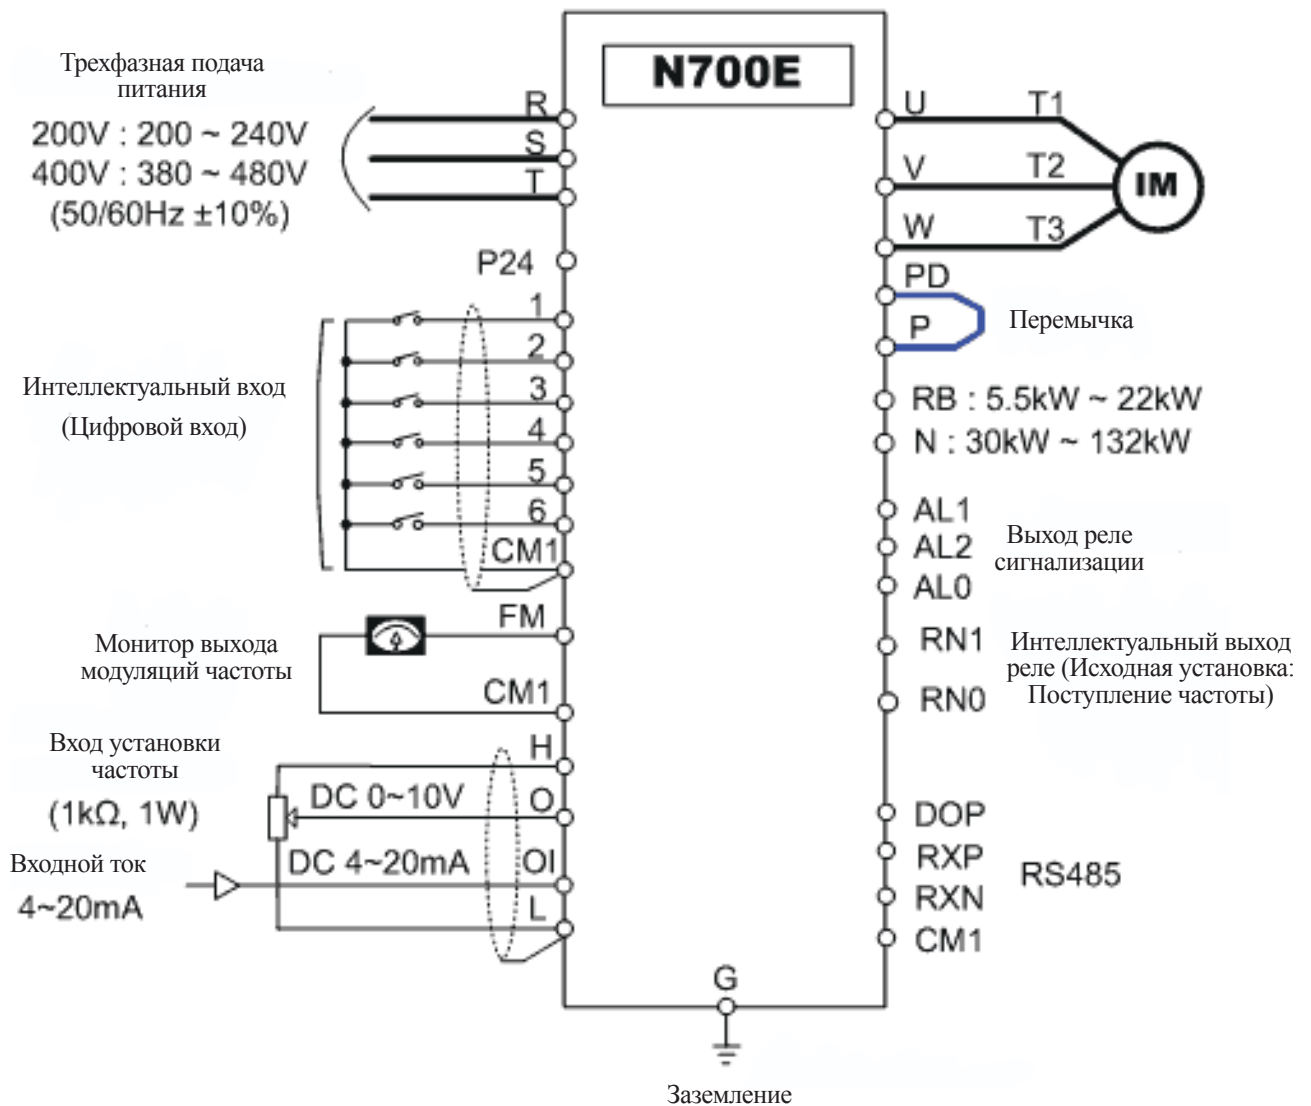 N700E
Трехфазная подача
питания
200V : 200 ~ 240V
400V : 380 ~ 480V
(50/60Hz ±10%)
R
S
T
P24
1
2
3
4
5
6
CM1
Интеллектуальный вход
(Цифровой вход)
FM
CM1
Монитор выхода
модуляций частоты
Вход установки
частоты
(1kΩ, 1W)
H
DC 0~10V
O
Входной ток
4~20mA
DC 4~20mA
OI
L
U
T1
V
T2
W
T3
IM
PD
P
Перемычка
RB : 5.5kW ~ 22kW
N : 30kW ~ 132kW
AL1
AL2
AL0
Выход реле
сигнализации
RN1
RN0
Интеллектуальный выход
реле (Исходная установка:
Поступление частоты)
DOP
RXP
RXN
CM1
RS485
G
Заземление